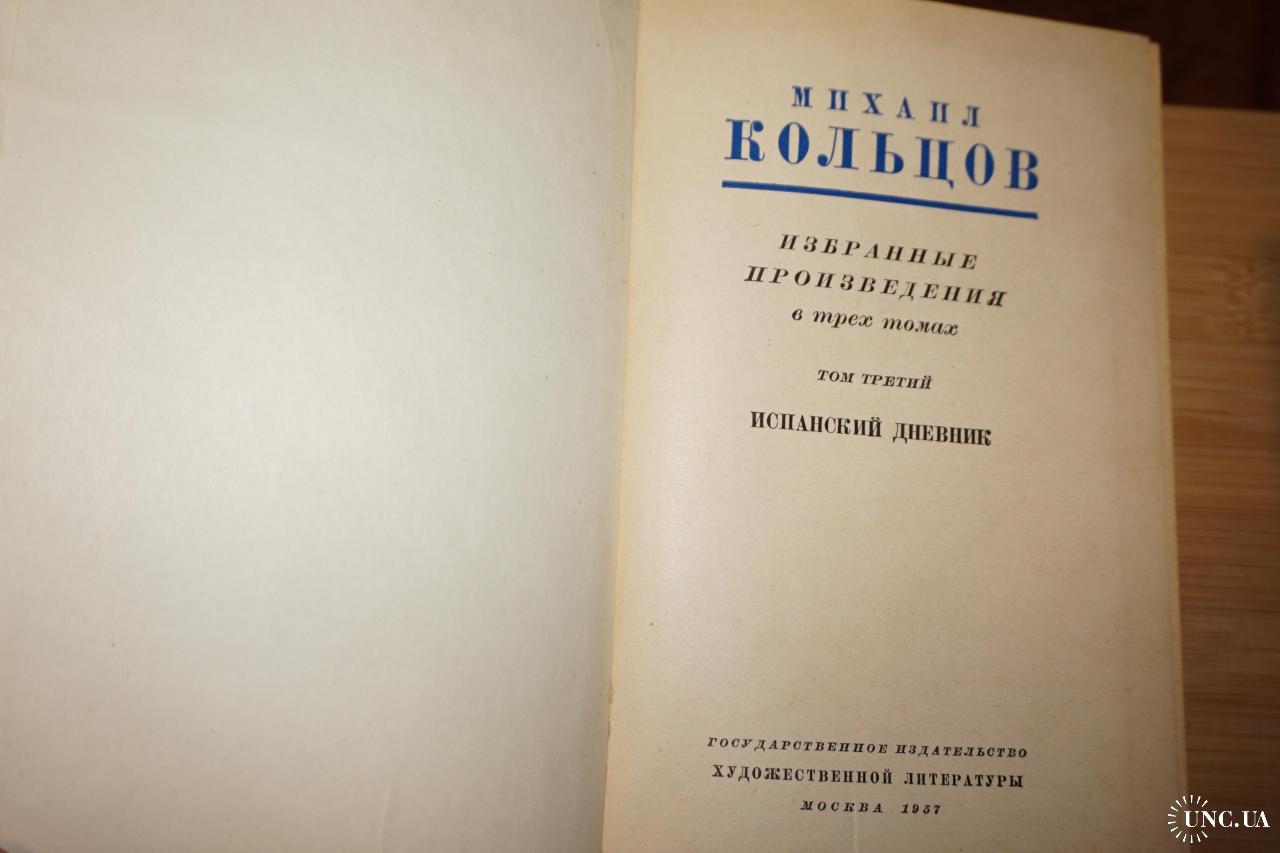 МИХАИЛ
КОЛЬЦОВ
ИЗБРАННЫЕ
ПРОИЗВЕДЕНИЯ
в трех томах
ТОМ ТРЕТИЙ
ИСПАНСКИЙ ДНЕВНИК
ГОСУДАРСТВЕННОЕ ИЗДАТЕЛЬСТВО
ХУДОЖЕСТВЕННОЙ ЛИТЕРАТУРЫ
МОСКВА 1957
UNC.UA